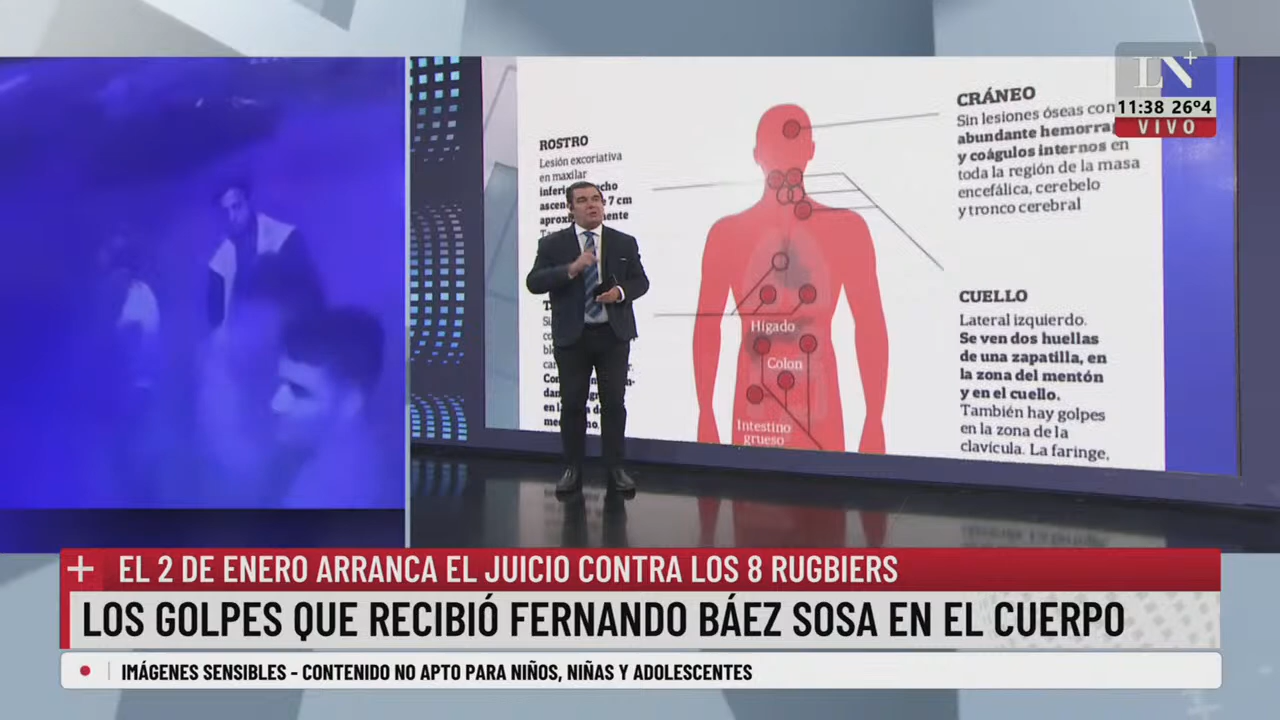 LN+
11:38 26°4
VIVO
CRÁNEO
Sin lesiones óseas con
abundante
y coágulos internos en
toda la región de la masa
encefálica, cerebelo
y tronco cerebral
ROSTRO
Lesión excoriativa
en maxilar
7 cm
Hígado
Colon
Intestino
grueso
CUELLO
Lateral izquierdo.
Se ven dos huellas
de una zapatilla, en
la zona del mentón
y en el cuello.
También hay golpes
en la zona de la
clavícula. La faringe,
+ EL 2 DE ENERO ARRANCA EL JUICIO CONTRA LOS 8 RUGBIERS
LOS GOLPES QUE RECIBIÓ FERNANDO BÁEZ SOSA EN EL CUERPO
IMÁGENES SENSIBLES - CONTENIDO NO APTO PARA NIÑOS, NIÑAS Y ADOLESCENTES